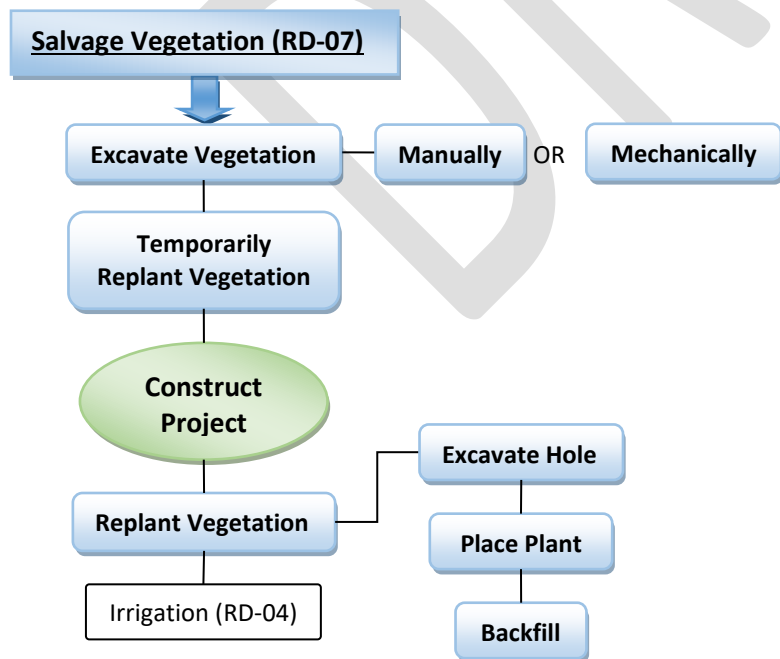 Salvage Vegetation (RD-07)
Excavate Vegetation
Manually
OR
Mechanically
Temporarily
Replant Vegetation
Construct
Project
Excavate Hole
Replant Vegetation
Place Plant
Irrigation (RD-04)
Backfill